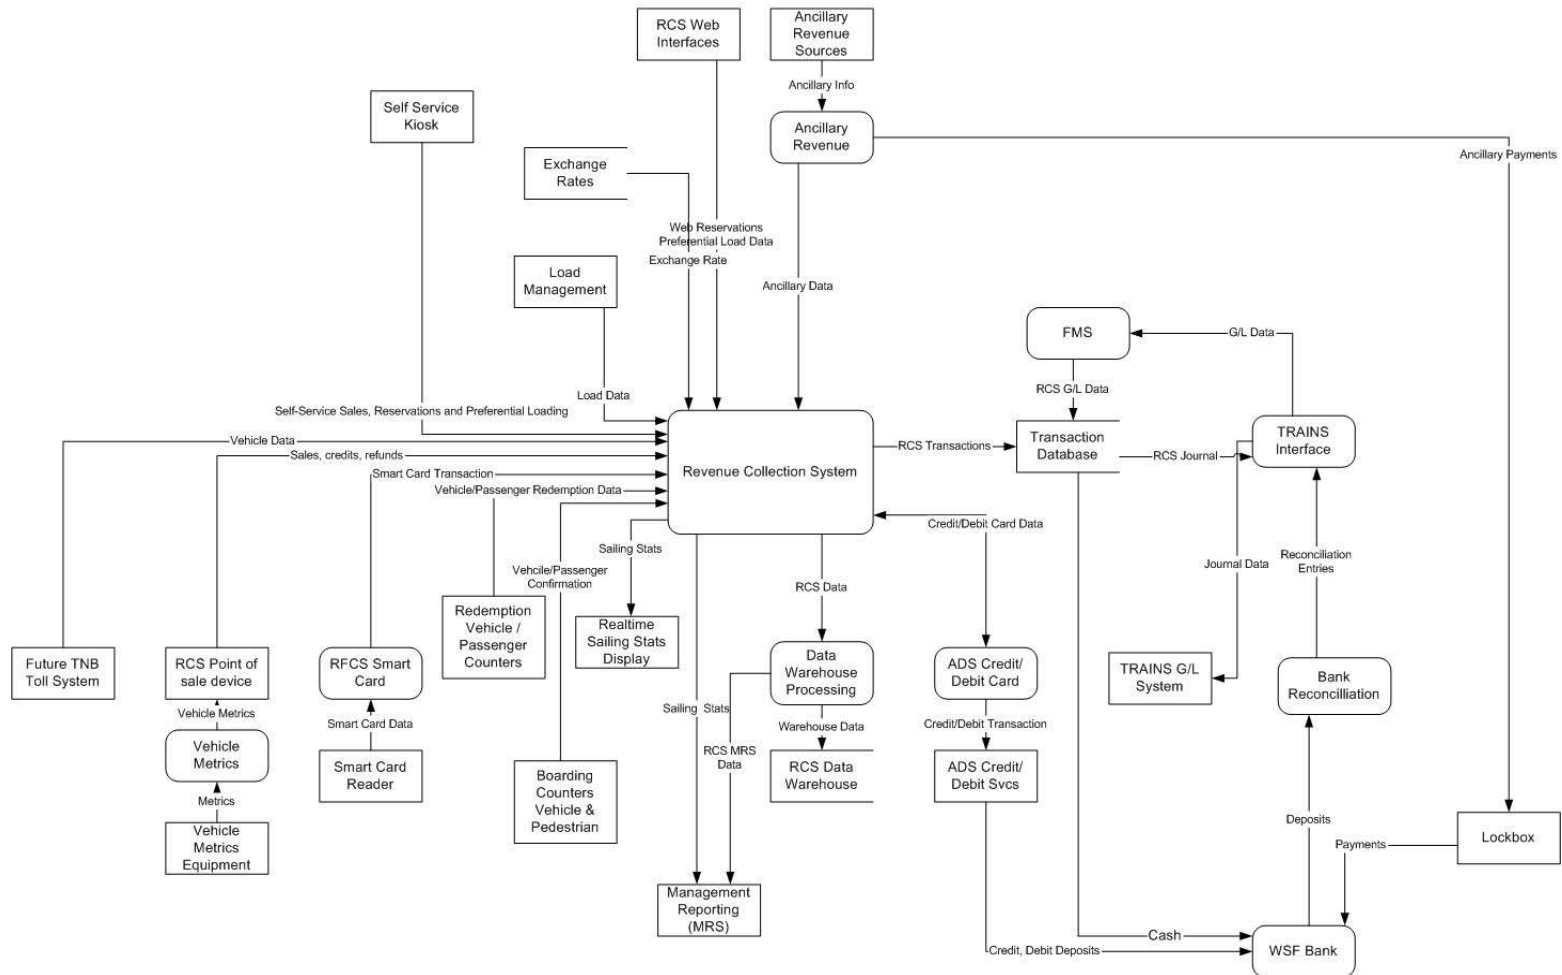 RCS Web
Interfaces
Ancillary
Revenue
Sources
Ancillary Info
Self Service
Kiosk
Ancillary
Revenue
Ancillary Payments
Exchange
Rates
Web Reservations
Preferential Load Data
Exchange Rate
Load
Management
Ancillary Data
FMS
G/L Data
RCS G/L Data
Load Data
Self-Service Sales, Reservations and Preferential Loading
Vehicle Data
Sales, credits, refunds
Smart Card Transaction
Vehicle/Passenger Redemption Data
Revenue Collection System
RCS Transactions
Transaction
Database
RCS Journal
TRAINS
Interface
Credit/Debit Card Data
Sailing Stats
Vehcile/Passenger
Confirmation
RCS Data
Journal Data
Reconciliation
Entries
Redemption
Vehicle /
Passenger
Counters
Realtime
Sailing Stats
Display
Future TNB
Toll System
RCS Point of
sale device
RFCS Smart
Card
Data
Warehouse
Processing
ADS Credit/
Debit Card
TRAINS G/L
System
Bank
Reconcilliation
Vehicle Metrics
Smart Card Data
Sailing Stats
Warehouse Data
Credit/Debit Transaction
Vehicle
Metrics
Smart Card
Reader
RCS MRS
Data
RCS Data
Warehouse
ADS Credit/
Debit Svcs
Boarding
Counters
Vehicle &
Pedestrian
Metrics
Vehicle
Metrics
Equipment
Deposits
Lockbox
Payments
Management
Reporting
(MRS)
Cash
Credit, Debit Deposits
WSF Bank